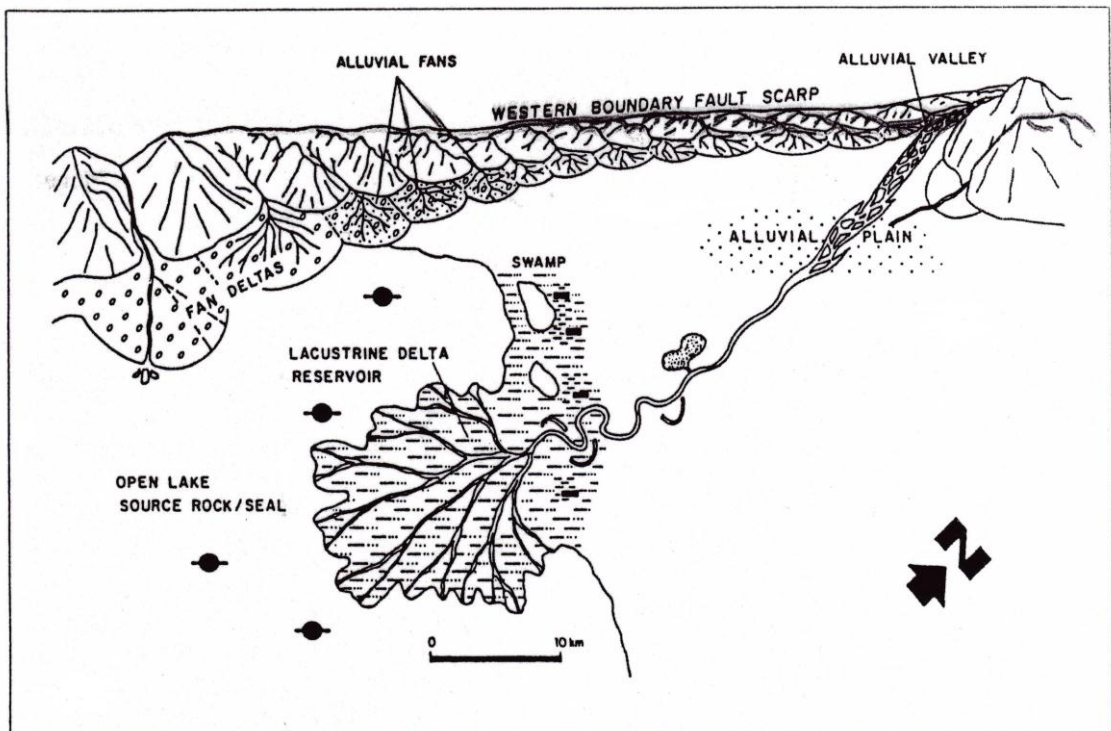 ALLUVIAL FANS
ALLUVIAL VALLEY
WESTERN BOUNDARY FAULT SCARP
ALLUVIAL PLAIN
FAN DELTAS
SWAMP
LACUSTRINE DELTA
RESERVOIR
OPEN LAKE
SOURCE ROCK/SEAL
N
0 10 km